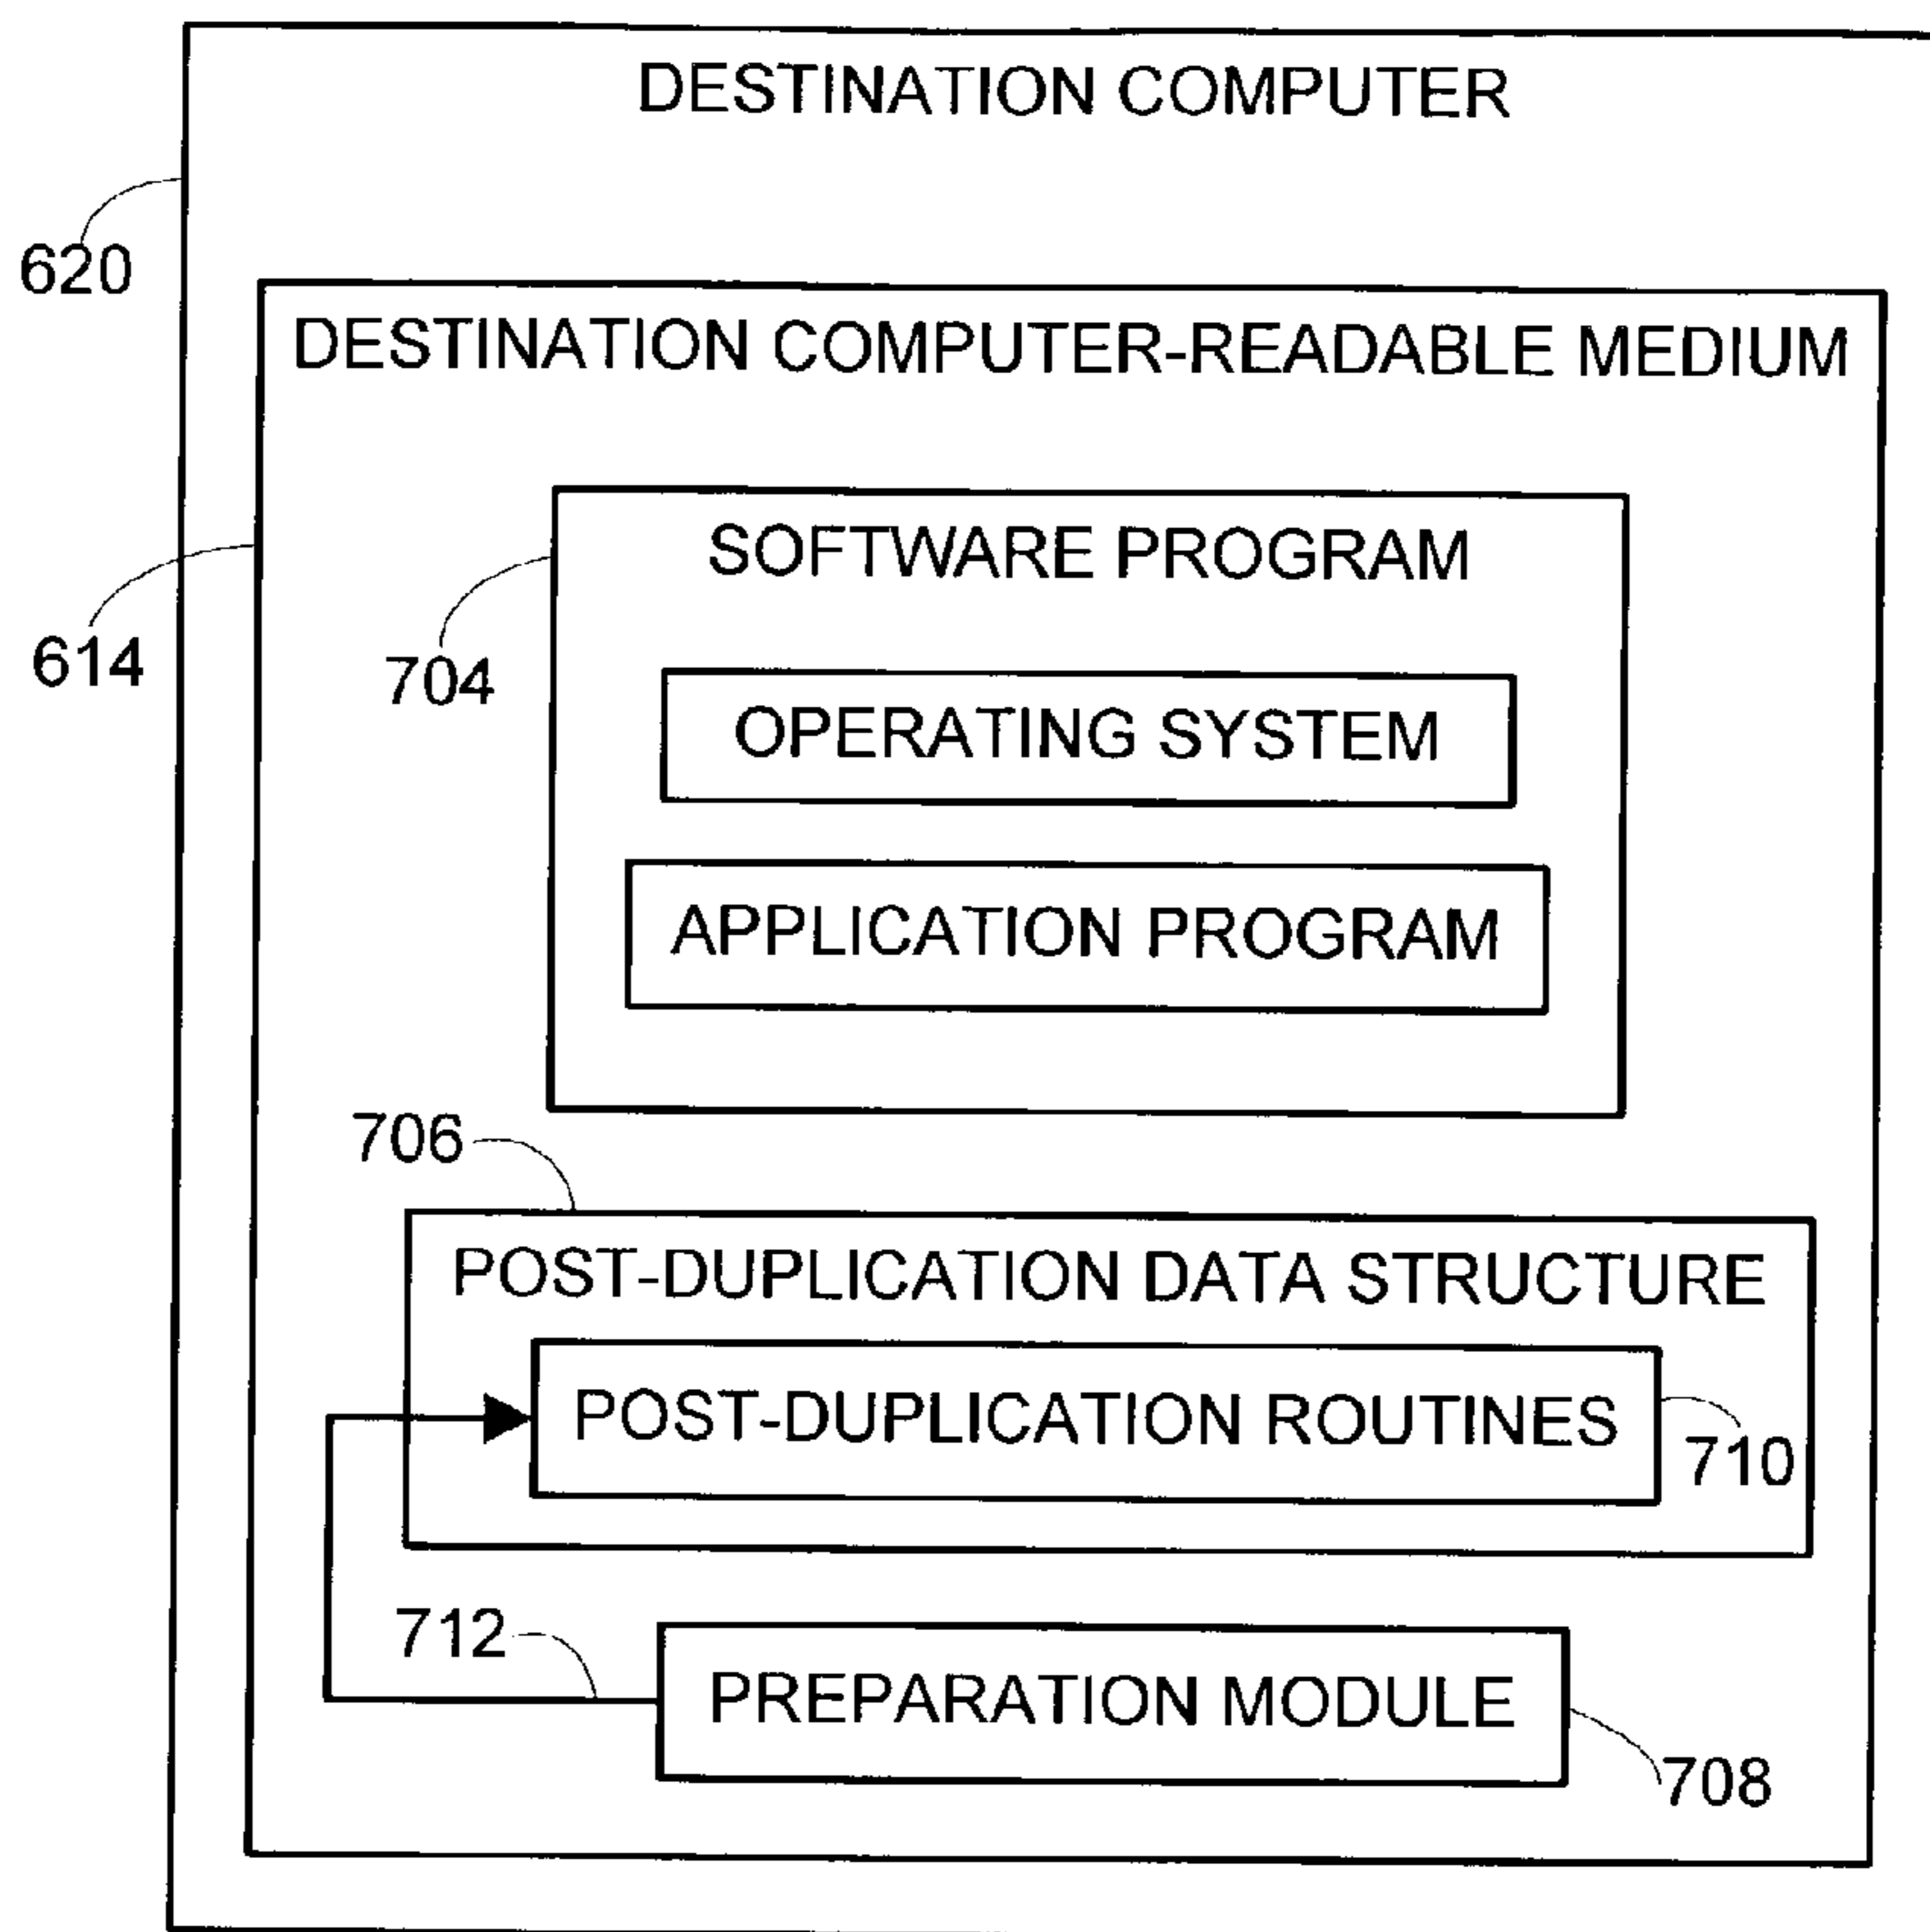 DESTINATION COMPUTER
620
DESTINATION COMPUTER-READABLE MEDIUM
SOFTWARE PROGRAM
614
704
OPERATING SYSTEM
APPLICATION PROGRAM
706
POST-DUPLICATION DATA STRUCTURE
POST-DUPLICATION ROUTINES
710
712
PREPARATION MODULE
708